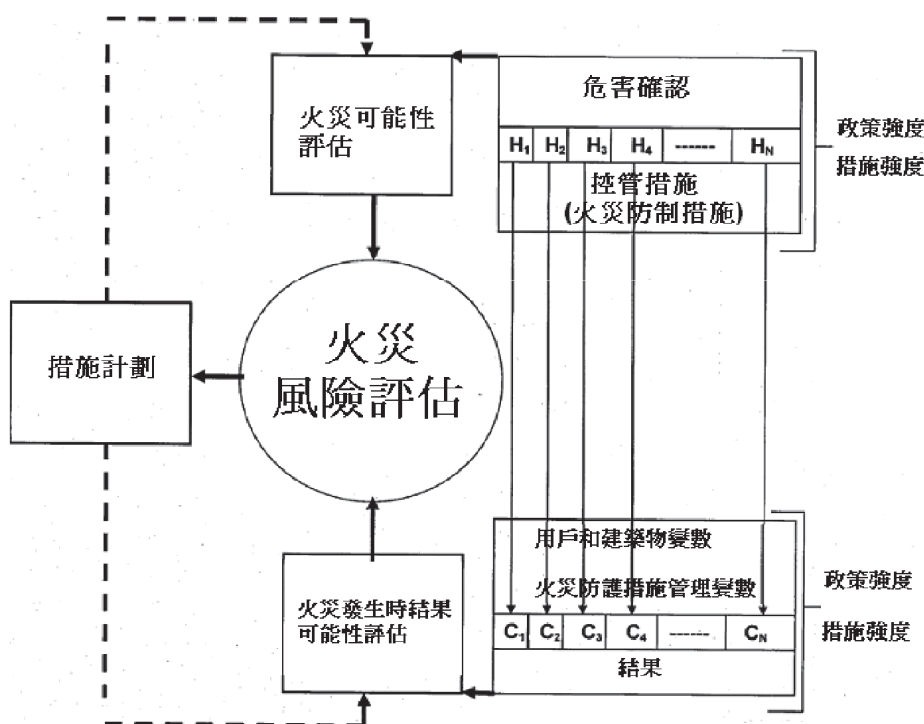 危害確認
火災可能性
評估
政策強度
措施強度
H₁ H₂ H₃ H₄ ------ H_N
控管措施
(火災防制措施)
火災
風險評估
措施計劃
用戶和建築物變數
火災防護措施管理變數
火災發生時結果
可能性評估
政策強度
措施強度
C₁ C₂ C₃ C₄ ------ C_N
結果